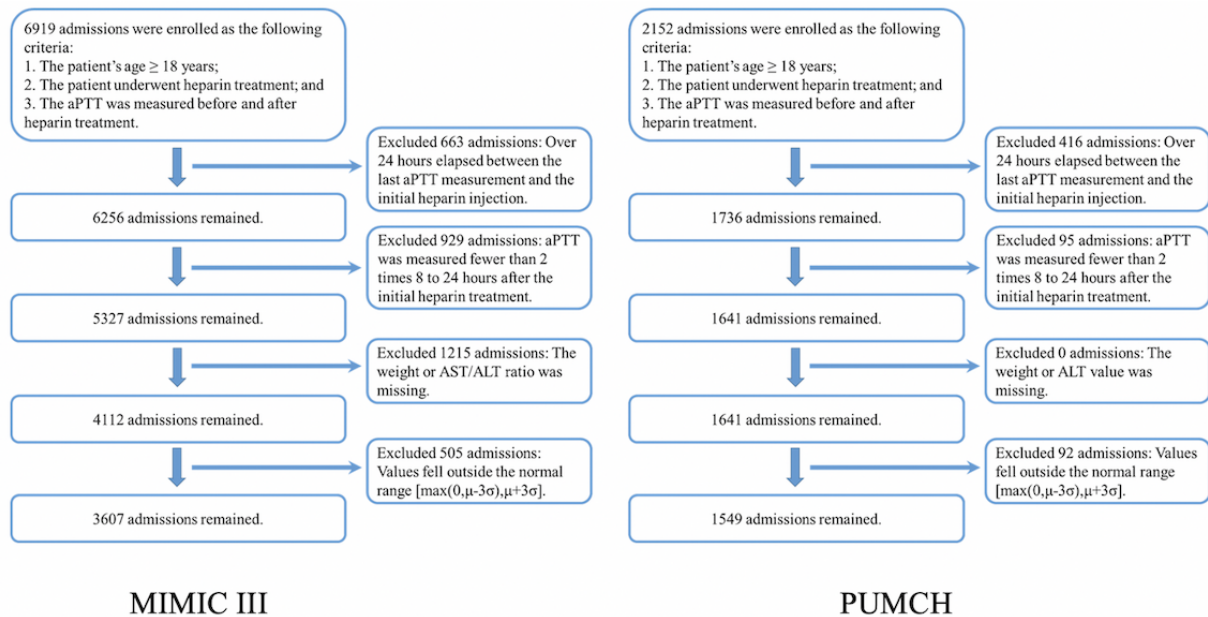 6919 admissions were enrolled as the following
criteria:
1. The patient's age ≥ 18 years;
2. The patient underwent heparin treatment; and
3. The aPTT was measured before and after
heparin treatment.
Excluded 663 admissions: Over
24 hours elapsed between the
last aPTT measurement and the
initial heparin injection.
6256 admissions remained.
Excluded 929 admissions: aPTT
was measured fewer than 2
times 8 to 24 hours after the
initial heparin treatment.
5327 admissions remained.
Excluded 1215 admissions: The
weight or AST/ALT ratio was
missing.
4112 admissions remained.
Excluded 505 admissions:
Values fell outside the normal
range [max(0,μ-3σ),μ+3σ].
3607 admissions remained.
MIMIC III
2152 admissions were enrolled as the following
criteria:
1. The patient's age ≥ 18 years;
2. The patient underwent heparin treatment; and
3. The aPTT was measured before and after
heparin treatment.
Excluded 416 admissions: Over
24 hours elapsed between the
last aPTT measurement and the
initial heparin injection.
1736 admissions remained.
Excluded 95 admissions: aPTT
was measured fewer than 2
times 8 to 24 hours after the
initial heparin treatment.
1641 admissions remained.
Excluded 0 admissions: The
weight or ALT value was
missing.
1641 admissions remained.
Excluded 92 admissions: Values
fell outside the normal range
[max(0,μ-3σ),μ+3σ].
1549 admissions remained.
PUMCH